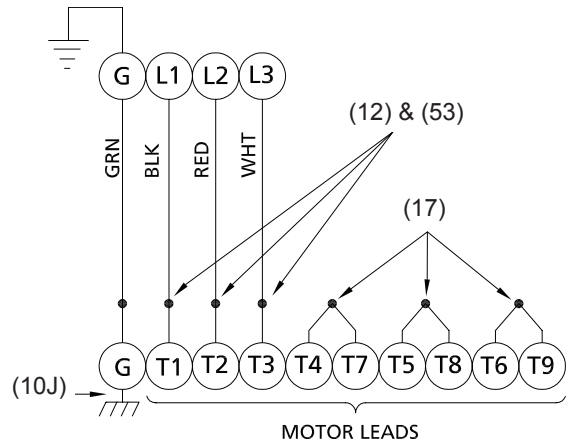 G L1 L2 L3
(12) & (53)
GRN BLK RED WHT
(17)
G T1 T2 T3 T4 T7 T5 T8 T6 T9
(10J)
MOTOR LEADS